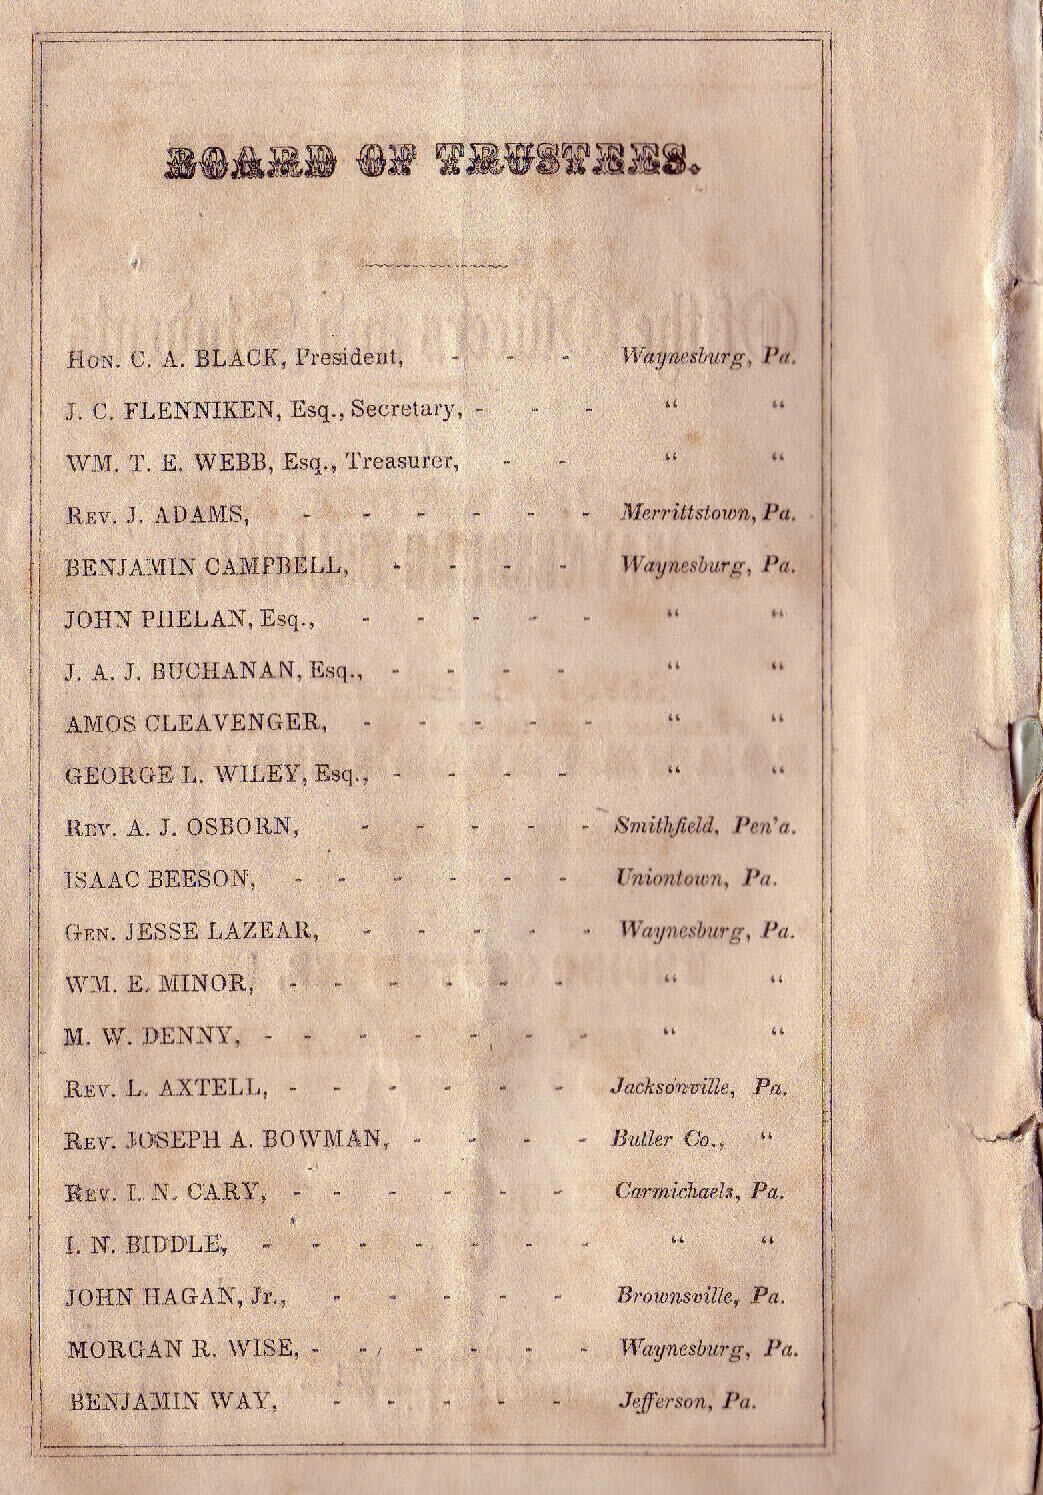 BOARD OF TRUSTEES.
HON. C. A. BLACK, President, - - - Waynesburg, Pa.
J. C. FLENNIKEN, Esq., Secretary, - - - “ “
WM. T. E. WEBB, Esq., Treasurer, - - “ “
REV. J. ADAMS, - - - - - - Merrittstown, Pa.
BENJAMIN CAMPBELL, - - - - Waynesburg, Pa.
JOHN PHELAN, Esq., - - - - - “ “
J. A. J. BUCHANAN, Esq., - - - - “ “
AMOS CLEAVENGER, - - - - - “ “
GEORGE L. WILEY, Esq., - - - - “ “
REV. A. J. OSBORN, - - - - - Smithfield, Pen'a.
ISAAC BEESON, - - - - - - Uniontown, Pa.
GEN. JESSE LAZEAR, - - - - - Waynesburg, Pa.
WM. E. MINOR, - - - - - - “ “
M. W. DENNY, - - - - - - - “ “
REV. L. AXTELL, - - - - - - Jacksonville, Pa.
REV. JOSEPH A. BOWMAN, - - - - Butler Co., “
REV. I. N. CARY, - - - - - - Carmichaels, Pa.
I. N. BIDDLE, - - - - - - - “ “
JOHN HAGAN, Jr., - - - - - Brownsville, Pa.
MORGAN R. WISE, - - - - - - Waynesburg, Pa.
BENJAMIN WAY, - - - - - Jefferson, Pa.